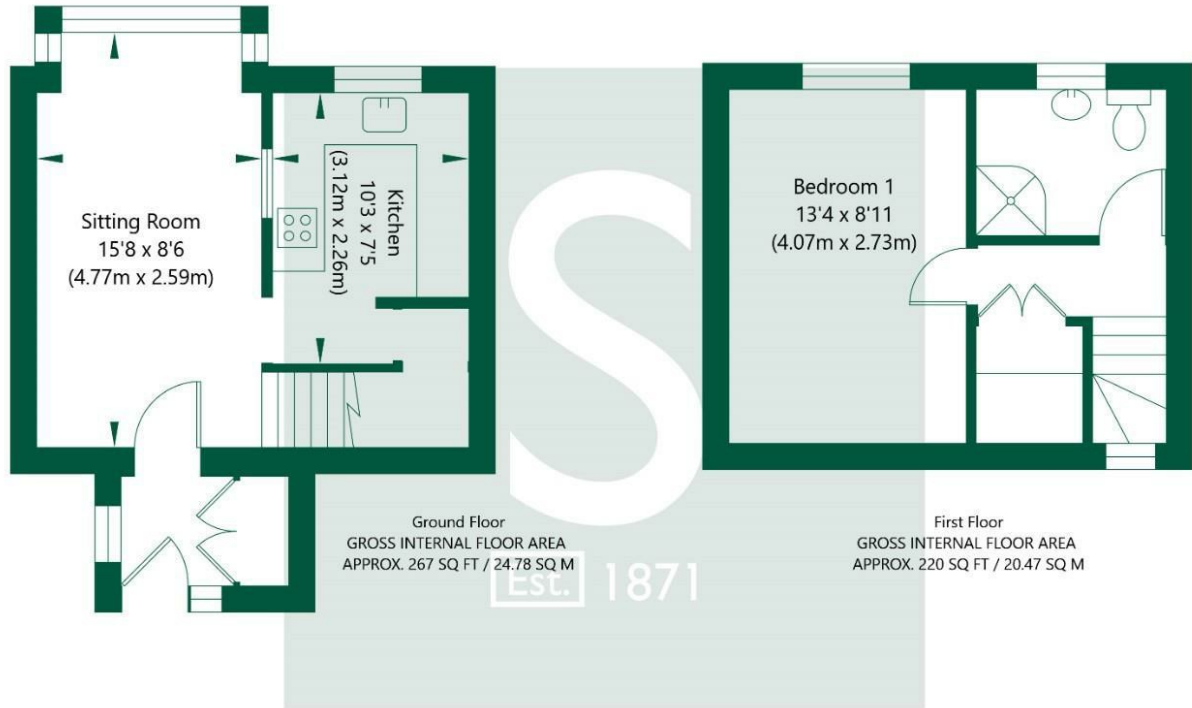 Sitting Room
15'8 x 8'6
(4.77m x 2.59m)
Kitchen
10'3 x 7'5
(3.12m x 2.26m)
Ground Floor
GROSS INTERNAL FLOOR AREA
APPROX. 267 SQ FT / 24.78 SQ M
Bedroom 1
13'4 x 8'11
(4.07m x 2.73m)
First Floor
GROSS INTERNAL FLOOR AREA
APPROX. 220 SQ FT / 20.47 SQ M
S
Est. 1871